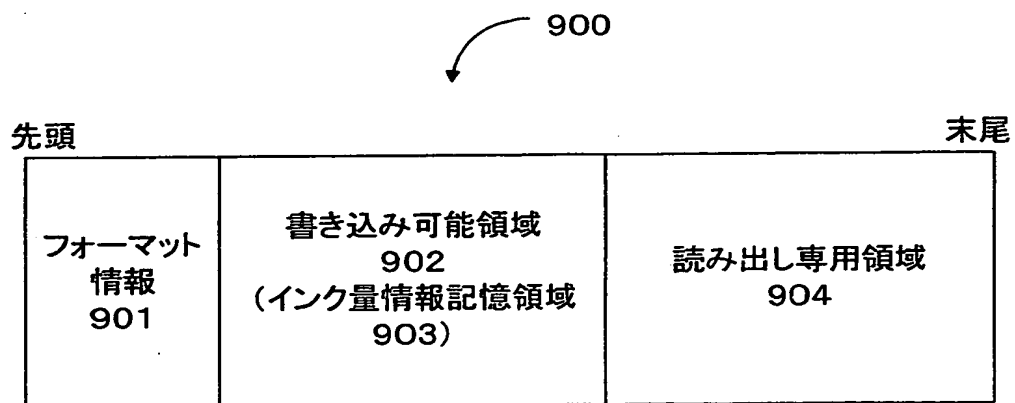 900
先頭
末尾
フォーマット
情報
901
書き込み可能領域
902
(インク量情報記憶領域
903)
読み出し専用領域
904